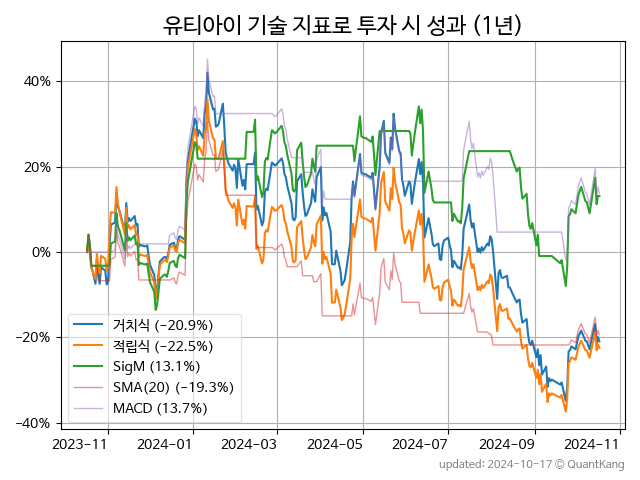 유티아이 기술 지표로 투자 시 성과 (1년)
40%
20%
0%
−20%
−40%
거치식 (−20.9%)
적립식 (−22.5%)
SigM (13.1%)
SMA(20) (−19.3%)
MACD (13.7%)
2023-11 2024-01 2024-03 2024-05 2024-07 2024-09 2024-11
updated: 2024-10-17 © QuantKang